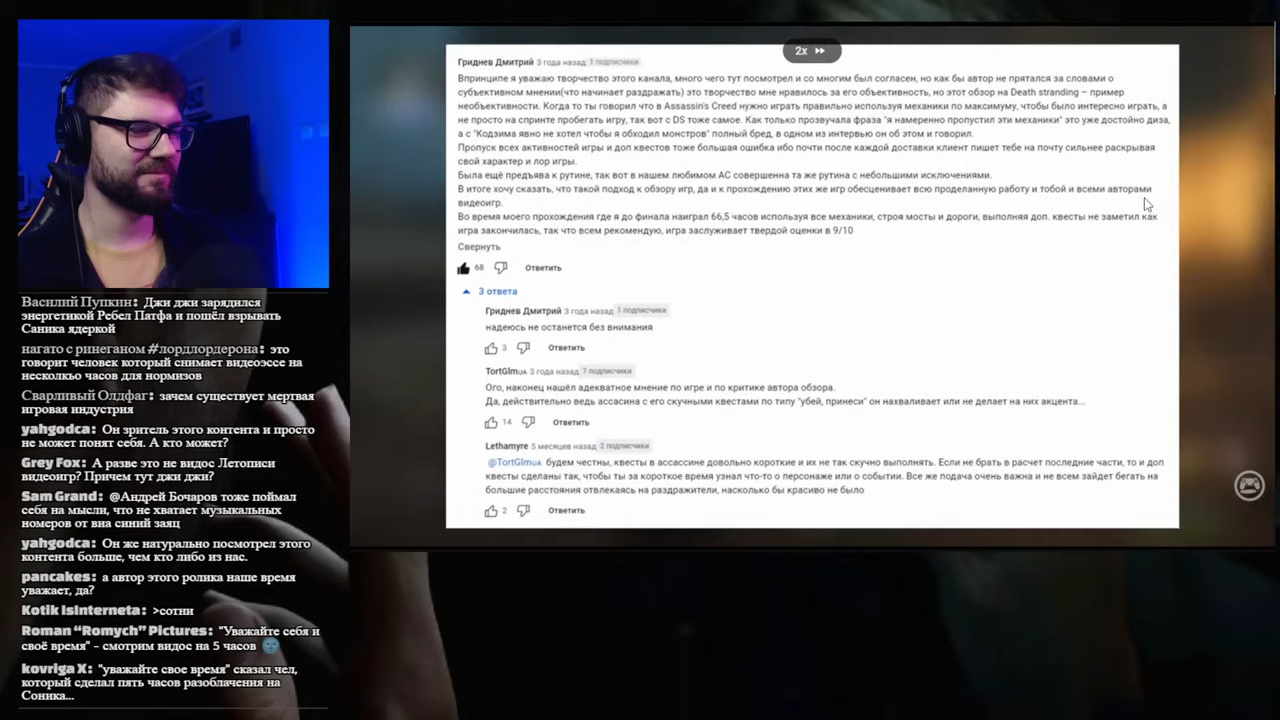 2x
Гриднев Дмитрий 3 года назад 1 подписчики
Впринципе я уважаю творчество этого канала, много чего тут посмотрел и со многим был согласен, но как бы автор не прятался за словами о
субъективном мнении(что начинает раздражать) это творчество мне нравилось за его объективность, но этот обзор на Death stranding – пример
необъективности. Когда то ты говорил что в Assassin's Creed нужно играть правильно используя механики по максимуму, чтобы было интересно играть, а
не просто на спринте пробегать игру, так вот с DS тоже самое. Как только прозвучала фраза "я намеренно пропустил эти механики" это уже достойно диза,
а с "Кодзима явно не хотел чтобы я обходил монстров" полный бред, в одном из интервью он об этом и говорил.
Пропуск всех активностей игры и доп квестов тоже большая ошибка ибо почти после каждой доставки клиент пишет тебе на почту сильнее раскрывая
свой характер и лор игры.
Была ещё предъява к рутине, так вот в нашем любимом АС совершенна та же рутина с небольшими исключениями.
В итоге хочу сказать, что такой подход к обзору игр, да и к прохождению этих же игр обесценивает всю проделанную работу и тобой и всеми авторами
видеоигр.
Во время моего прохождения где я до финала наиграл 66,5 часов используя все механики, строя мосты и дороги, выполняя доп. квесты не заметил как
игра закончилась, так что всем рекомендую, игра заслуживает твердой оценки в 9/10
Свернуть
68 Ответить
3 ответа
Гриднев Дмитрий 3 года назад 1 подписчики
надеюсь не останется без внимания
3 Ответить
TortGlmUA 3 года назад 7 подписчики
Ого, наконец нашёл адекватное мнение по игре и по критике автора обзора.
Да, действительно ведь ассасина с его скучными квестами по типу "убей, принеси" он нахваливает или не делает на них акцента...
14 Ответить
Lethamyre 5 месяцев назад 2 подписчики
@TortGlmUA будем честны, квесты в ассассине довольно короткие и их не так скучно выполнять. Если не брать в расчет последние части, то и доп
квесты сделаны так, чтобы ты за короткое время узнал что-то о персонаже или о событии. Все же подача очень важна и не всем зайдет бегать на
большие расстояния отвлекаясь на раздражители, насколько бы красиво не было
2 Ответить
Василий Пупкин: Джи джи зарядился
энергетикой Ребел Патфа и пошёл взрывать
Саника ядеркой
нагато с ринеганом #лордлордерона: это
говорит человек который снимает видеоэссе на
несколкьо часов для нормизов
Сварливый Олдфаг: зачем существует мертвая
игровая индустрия
yahgodca: Он зритель этого контента и просто
не может понят себя. А кто может?
Grey Fox: А разве это не видос Летописи
видеоигр? Причем тут джи джи?
Sam Grand: @Андрей Бочаров тоже поймал
себя на мысли, что не хватает музыкальных
номеров от виа синий заяц
yahgodca: Он же натурально посмотрел этого
контента больше, чем кто либо из нас.
pancakes: а автор этого ролика наше время
уважает, да?
Kotik IsInterneta: >сотни
Roman “Romych” Pictures: "Уважайте себя и
своё время" - смотрим видос на 5 часов
kovriga X: "уважайте свое время" сказал чел,
который сделал пять часов разоблачения на
Соника...